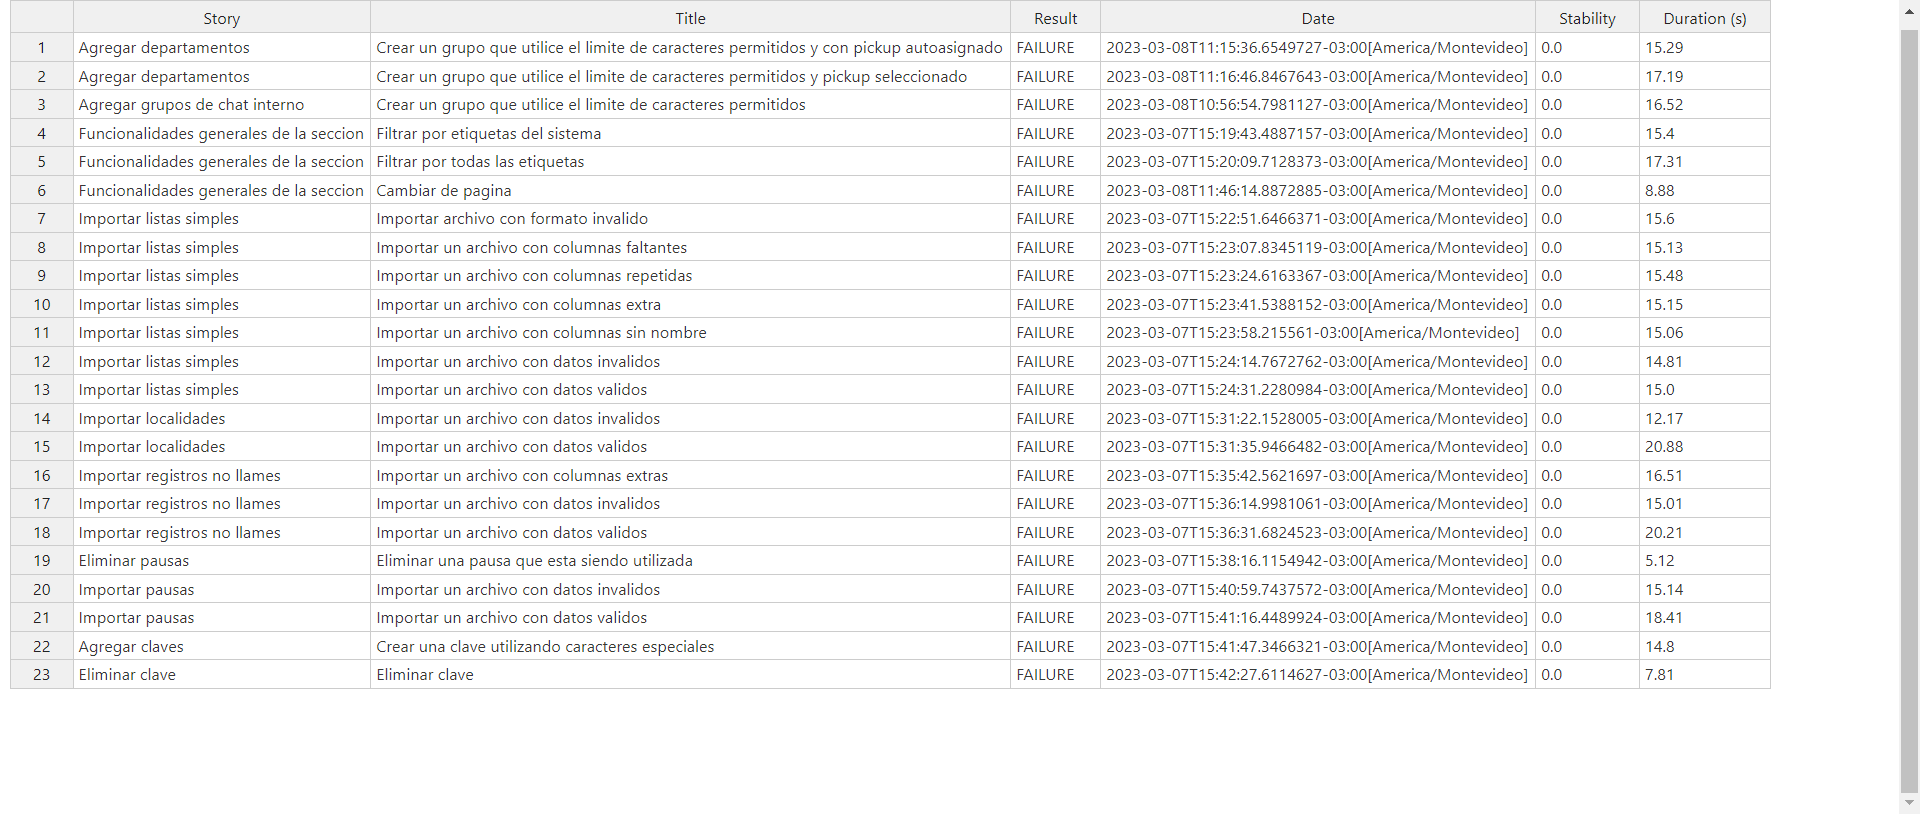 Story Title Result Date Stability Duration (s)
1 Agregar departamentos Crear un grupo que utilice el limite de caracteres permitidos y con pickup autoasignado FAILURE 2023-03-08T11:15:36.6549727-03:00[America/Montevideo] 0.0 15.29
2 Agregar departamentos Crear un grupo que utilice el limite de caracteres permitidos y pickup seleccionado FAILURE 2023-03-08T11:16:46.8467643-03:00[America/Montevideo] 0.0 17.19
3 Agregar grupos de chat interno Crear un grupo que utilice el limite de caracteres permitidos FAILURE 2023-03-08T10:56:54.7981127-03:00[America/Montevideo] 0.0 16.52
4 Funcionalidades generales de la seccion Filtrar por etiquetas del sistema FAILURE 2023-03-07T15:19:43.4887157-03:00[America/Montevideo] 0.0 15.4
5 Funcionalidades generales de la seccion Filtrar por todas las etiquetas FAILURE 2023-03-07T15:20:09.7128373-03:00[America/Montevideo] 0.0 17.31
6 Funcionalidades generales de la seccion Cambiar de pagina FAILURE 2023-03-08T11:46:14.8872885-03:00[America/Montevideo] 0.0 8.88
7 Importar listas simples Importar archivo con formato invalido FAILURE 2023-03-07T15:22:51.6466371-03:00[America/Montevideo] 0.0 15.6
8 Importar listas simples Importar un archivo con columnas faltantes FAILURE 2023-03-07T15:23:07.8345119-03:00[America/Montevideo] 0.0 15.13
9 Importar listas simples Importar un archivo con columnas repetidas FAILURE 2023-03-07T15:23:24.6163367-03:00[America/Montevideo] 0.0 15.48
10 Importar listas simples Importar un archivo con columnas extra FAILURE 2023-03-07T15:23:41.5388152-03:00[America/Montevideo] 0.0 15.15
11 Importar listas simples Importar un archivo con columnas sin nombre FAILURE 2023-03-07T15:23:58.215561-03:00[America/Montevideo] 0.0 15.06
12 Importar listas simples Importar un archivo con datos invalidos FAILURE 2023-03-07T15:24:14.7672762-03:00[America/Montevideo] 0.0 14.81
13 Importar listas simples Importar un archivo con datos validos FAILURE 2023-03-07T15:24:31.2280984-03:00[America/Montevideo] 0.0 15.0
14 Importar localidades Importar un archivo con datos invalidos FAILURE 2023-03-07T15:31:22.1528005-03:00[America/Montevideo] 0.0 12.17
15 Importar localidades Importar un archivo con datos validos FAILURE 2023-03-07T15:31:35.9466482-03:00[America/Montevideo] 0.0 20.88
16 Importar registros no llames Importar un archivo con columnas extras FAILURE 2023-03-07T15:35:42.5621697-03:00[America/Montevideo] 0.0 16.51
17 Importar registros no llames Importar un archivo con datos invalidos FAILURE 2023-03-07T15:36:14.9981061-03:00[America/Montevideo] 0.0 15.01
18 Importar registros no llames Importar un archivo con datos validos FAILURE 2023-03-07T15:36:31.6824523-03:00[America/Montevideo] 0.0 20.21
19 Eliminar pausas Eliminar una pausa que esta siendo utilizada FAILURE 2023-03-07T15:38:16.1154942-03:00[America/Montevideo] 0.0 5.12
20 Importar pausas Importar un archivo con datos invalidos FAILURE 2023-03-07T15:40:59.7437572-03:00[America/Montevideo] 0.0 15.14
21 Importar pausas Importar un archivo con datos validos FAILURE 2023-03-07T15:41:16.4489924-03:00[America/Montevideo] 0.0 18.41
22 Agregar claves Crear una clave utilizando caracteres especiales FAILURE 2023-03-07T15:41:47.3466321-03:00[America/Montevideo] 0.0 14.8
23 Eliminar clave Eliminar clave FAILURE 2023-03-07T15:42:27.6114627-03:00[America/Montevideo] 0.0 7.81